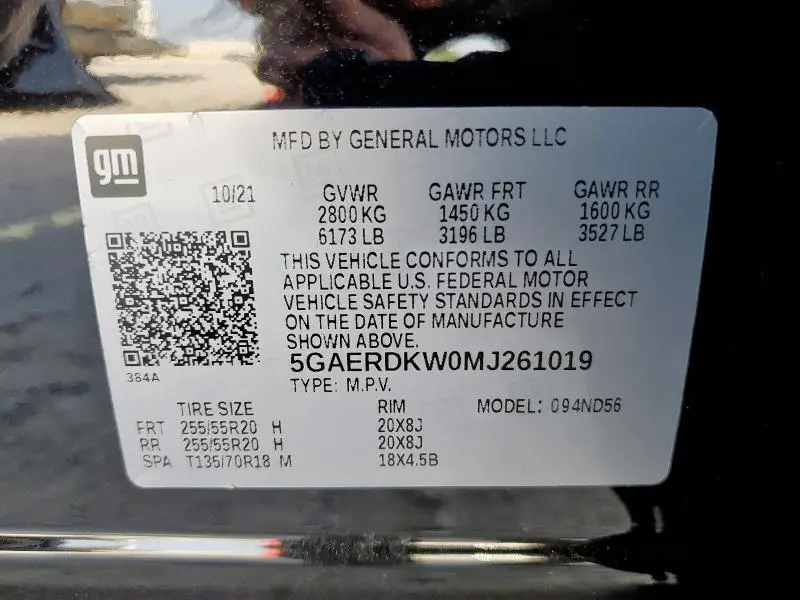 gm
MFD BY GENERAL MOTORS LLC
10/21 GVWR GAWR FRT GAWR RR
2800 KG 1450 KG 1600 KG
6173 LB 3196 LB 3527 LB
THIS VEHICLE CONFORMS TO ALL
APPLICABLE U.S. FEDERAL MOTOR
VEHICLE SAFETY STANDARDS IN EFFECT
ON THE DATE OF MANUFACTURE
SHOWN ABOVE.
5GAERDKW0MJ261019
384A
TYPE: M.P.V.
TIRE SIZE RIM MODEL: 094ND56
FRT 255/55R20 H 20X8J
RR 255/55R20 H 20X8J
SPA T135/70R18 M 18X4.5B